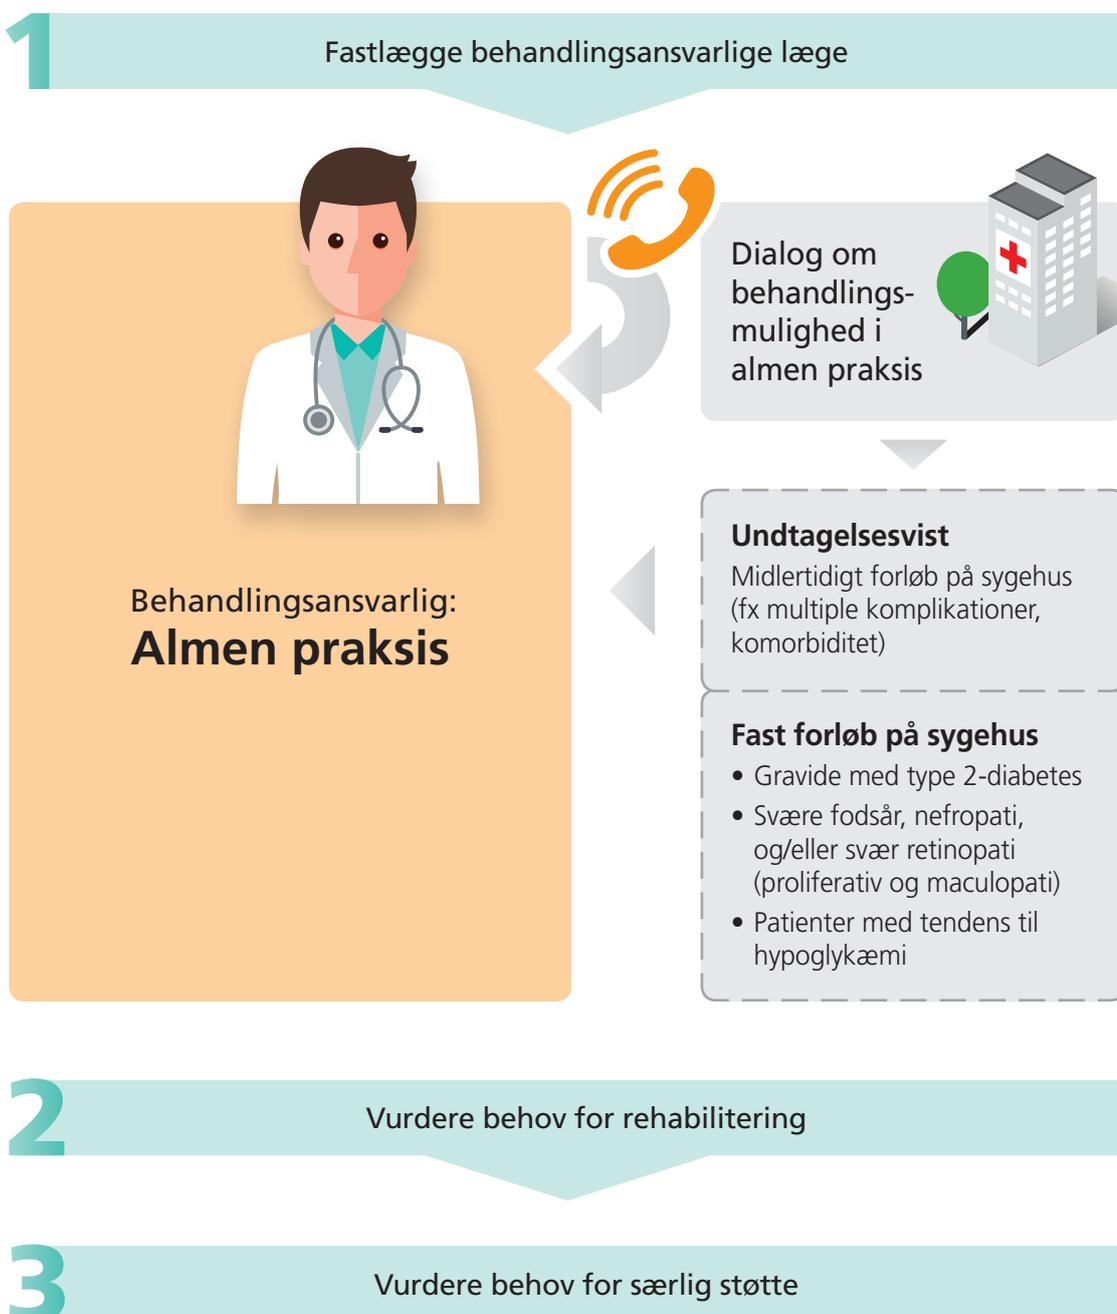 1
Fastlægge behandlingsansvarlige læge
Dialog om
behandlings-
mulighed i
almen praksis
Behandlingsansvarlig:
Almen praksis
Undtagelsesvist
Midlertidigt forløb på sygehus
(fx multiple komplikationer,
komorbiditet)
Fast forløb på sygehus
• Gravide med type 2-diabetes
• Svære fodsår, nefropati,
og/eller svær retinopati
(proliferativ og maculopati)
• Patienter med tendens til
hypoglykæmi
2
Vurdere behov for rehabilitering
3
Vurdere behov for særlig støtte